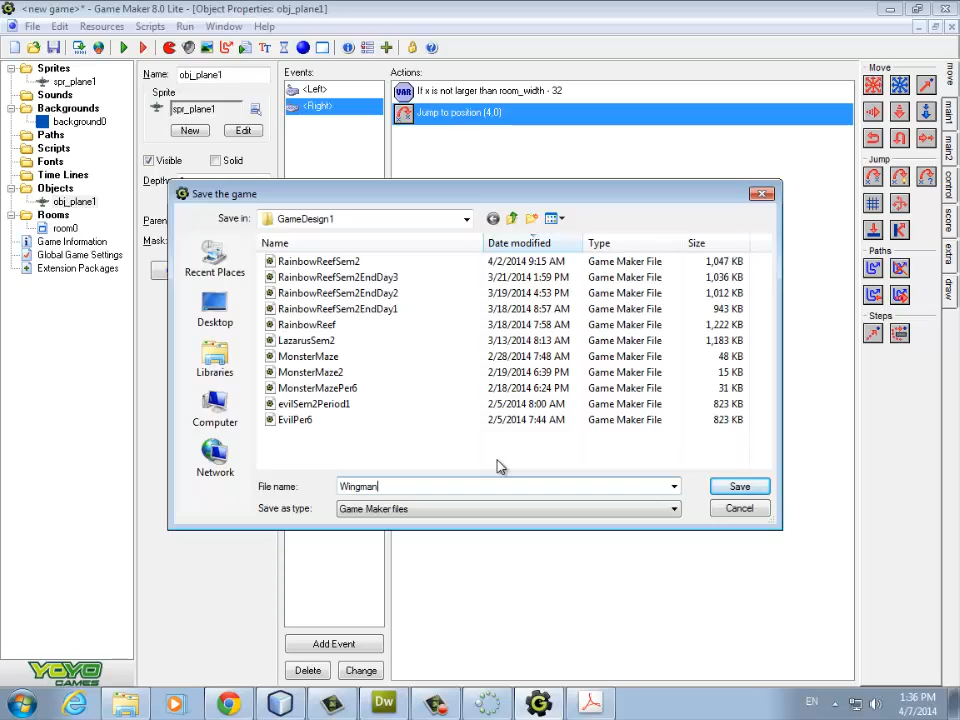 <new game>* - Game Maker 8.0 Lite - [Object Properties: obj_plane1]
File Edit Resources Scripts Run Window Help
Sprites
spr_plane1
Sounds
Backgrounds
background0
Paths
Scripts
Fonts
Time Lines
Objects
obj_plane1
Rooms
room0
Game Information
Global Game Settings
Extension Packages
YOYO
GAMES
Name: obj_plane1
Sprite
spr_plane1
New Edit
Visible Solid
Depth:
Parent
Mask:
Events:
<Left>
<Right>
Add Event
Delete Change
Actions:
VAR If x is not larger than room_width - 32
Jump to position (4,0)
Save the game
Save in: GameDesign1
Recent Places
Desktop
Libraries
Computer
Network
Name Date modified Type Size
RainbowReefSem2 4/2/2014 9:15 AM Game Maker File 1,047 KB
RainbowReefSem2EndDay3 3/21/2014 1:59 PM Game Maker File 1,036 KB
RainbowReefSem2EndDay2 3/19/2014 4:53 PM Game Maker File 1,012 KB
RainbowReefSem2EndDay1 3/18/2014 8:57 AM Game Maker File 943 KB
RainbowReef 3/18/2014 7:58 AM Game Maker File 1,222 KB
LazarusSem2 3/13/2014 8:13 AM Game Maker File 1,183 KB
MonsterMaze 2/28/2014 7:48 AM Game Maker File 48 KB
MonsterMaze2 2/19/2014 6:39 PM Game Maker File 15 KB
MonsterMazePer6 2/18/2014 6:24 PM Game Maker File 31 KB
evilSem2Period1 2/5/2014 8:00 AM Game Maker File 823 KB
EvilPer6 2/5/2014 7:44 AM Game Maker File 823 KB
File name: Wingman Save
Save as type: Game Maker files Cancel
Move
Jump
Paths
Steps
move
main1
main2
control
score
extra
draw
Dw
EN
1:36 PM
4/7/2014